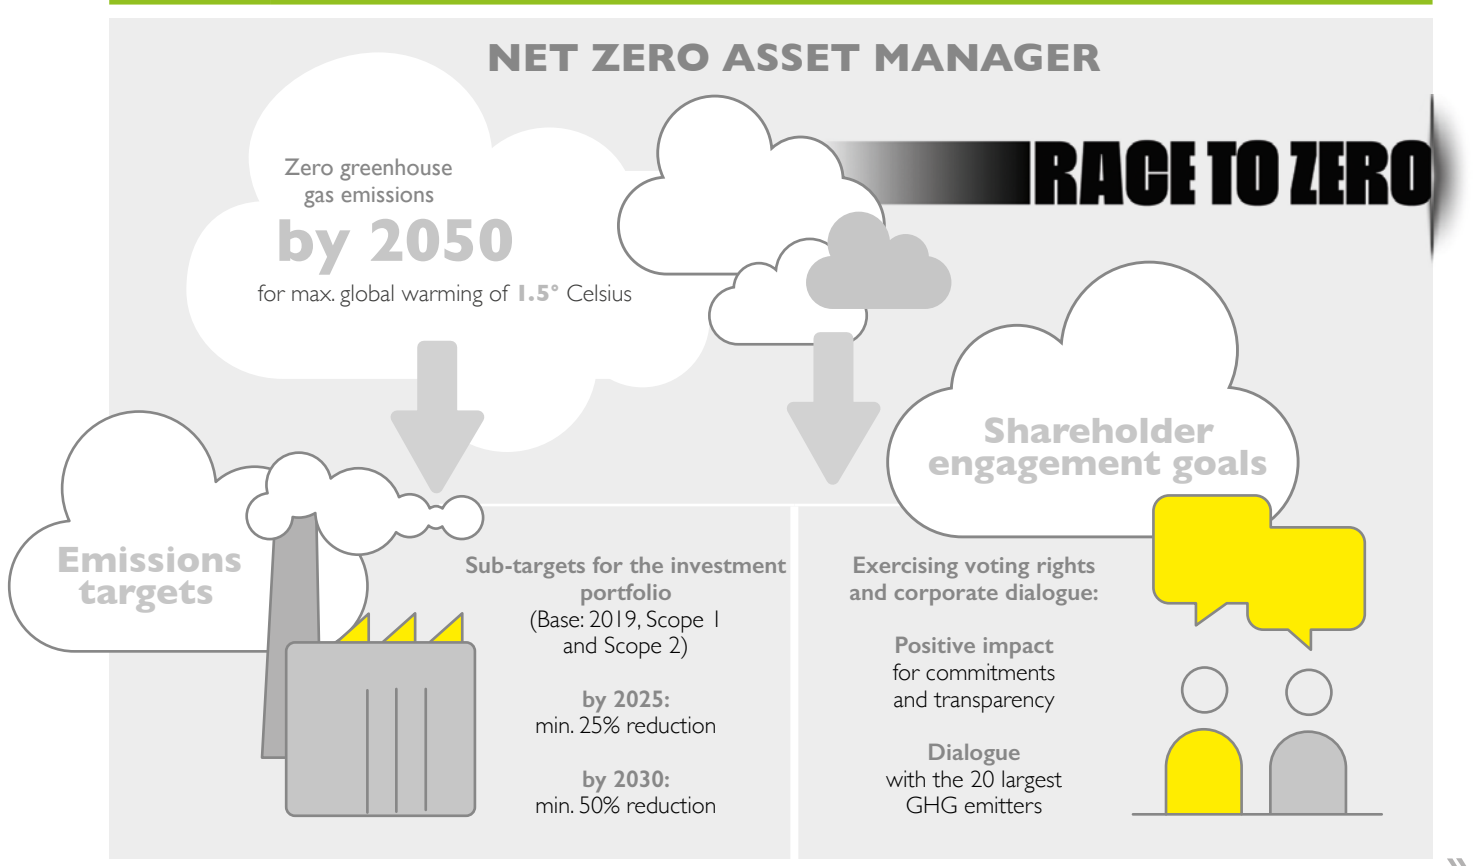 NET ZERO ASSET MANAGER
RACE TO ZERO
Zero greenhouse
gas emissions
by 2050
for max. global warming of 1.5° Celsius
Emissions
targets
Sub-targets for the investment
portfolio
(Base: 2019, Scope 1
and Scope 2)
by 2025:
min. 25% reduction
by 2030:
min. 50% reduction
Shareholder
engagement goals
Exercising voting rights
and corporate dialogue:
Positive impact
for commitments
and transparency
Dialogue
with the 20 largest
GHG emitters